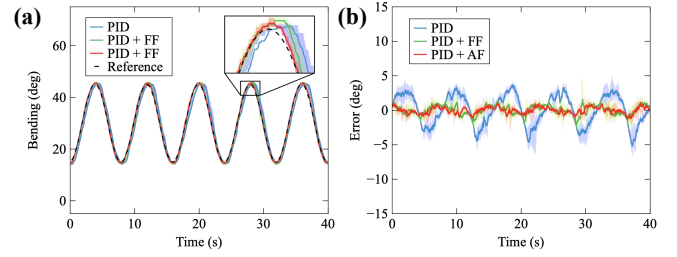 (a)
PID
PID + FF
PID + FF
Reference
60
40
20
0
Bending (deg)
0 10 20 30 40
Time (s)
(b)
PID
PID + FF
PID + AF
15
10
5
0
−5
−10
−15
Error (deg)
0 10 20 30 40
Time (s)